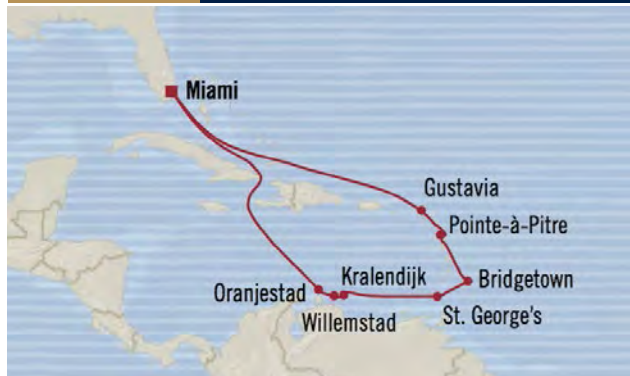 Miami
Gustavia
Pointe-à-Pitre
Kralendijk
Bridgetown
Oranjestad
Willemstad
St. George's